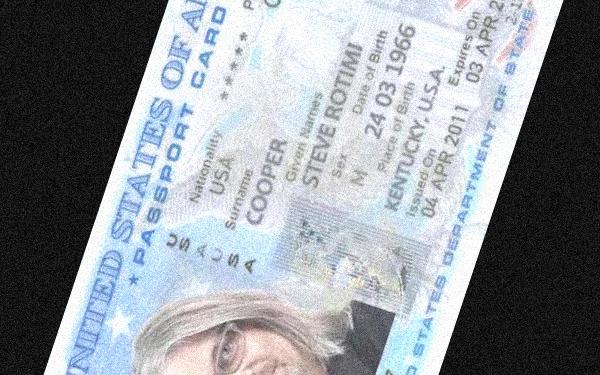 UNITED STATES OF
PASSPORT CARD
Nationality
USA
Surname
COOPER
Given Names
STEVE ROTIMI
Sex
M
Date of Birth
24 03 1966
Place of Birth
KENTUCKY, U.S.A.
Issued On
04 APR 2011
Expires On
03 APR
USA
USA
STATES DEPARTMENT OF STATE